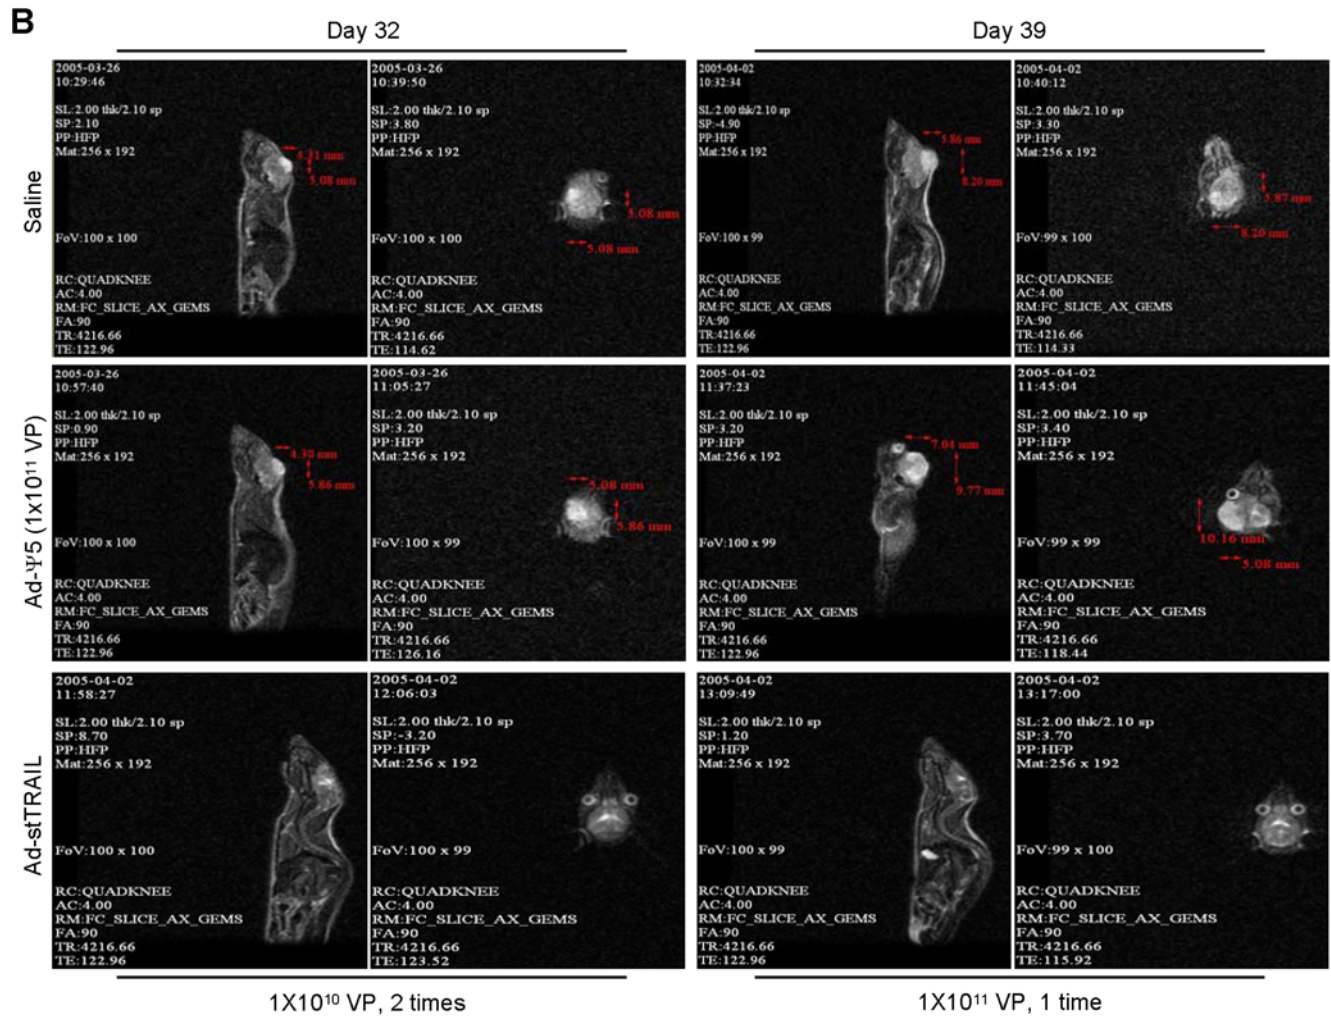 B
Day 32
Day 39
Saline
2005-03-26
10:29:46
SL:2.00 thk/2.10 sp
SP:2.10
PP:HFP
Mat:256 x 192
4.31 mm
5.08 mm
FoV:100 x 100
RC:QUADKNEE
AC:4.00
RM:FC_SLICE_AX_GEMS
FA:90
TR:4216.66
TE:122.96
2005-03-26
10:39:50
SL:2.00 thk/2.10 sp
SP:3.80
PP:HFP
Mat:256 x 192
5.08 mm
5.08 mm
FoV:100 x 100
RC:QUADKNEE
AC:4.00
RM:FC_SLICE_AX_GEMS
FA:90
TR:4216.66
TE:114.62
2005-04-02
10:32:34
SL:2.00 thk/2.10 sp
SP:-4.90
PP:HFP
Mat:256 x 192
5.86 mm
8.20 mm
FoV:100 x 99
RC:QUADKNEE
AC:4.00
RM:FC_SLICE_AX_GEMS
FA:90
TR:4216.66
TE:122.96
2005-04-02
10:40:12
SL:2.00 thk/2.10 sp
SP:3.30
PP:HFP
Mat:256 x 192
5.87 mm
8.20 mm
FoV:99 x 100
RC:QUADKNEE
AC:4.00
RM:FC_SLICE_AX_GEMS
FA:90
TR:4216.66
TE:114.33
Ad-Ψ5 (1x10¹¹ VP)
2005-03-26
10:57:40
SL:2.00 thk/2.10 sp
SP:0.90
PP:HFP
Mat:256 x 192
4.30 mm
5.86 mm
FoV:100 x 100
RC:QUADKNEE
AC:4.00
RM:FC_SLICE_AX_GEMS
FA:90
TR:4216.66
TE:122.96
2005-03-26
11:05:27
SL:2.00 thk/2.10 sp
SP:3.20
PP:HFP
Mat:256 x 192
5.08 mm
5.86 mm
FoV:100 x 99
RC:QUADKNEE
AC:4.00
RM:FC_SLICE_AX_GEMS
FA:90
TR:4216.66
TE:126.16
2005-04-02
11:37:23
SL:2.00 thk/2.10 sp
SP:3.20
PP:HFP
Mat:256 x 192
7.04 mm
9.77 mm
FoV:100 x 99
RC:QUADKNEE
AC:4.00
RM:FC_SLICE_AX_GEMS
FA:90
TR:4216.66
TE:122.96
2005-04-02
11:45:04
SL:2.00 thk/2.10 sp
SP:3.40
PP:HFP
Mat:256 x 192
10.16 mm
5.08 mm
FoV:99 x 99
RC:QUADKNEE
AC:4.00
RM:FC_SLICE_AX_GEMS
FA:90
TR:4216.66
TE:118.44
Ad-stTRAIL
2005-04-02
11:58:27
SL:2.00 thk/2.10 sp
SP:8.70
PP:HFP
Mat:256 x 192
FoV:100 x 100
RC:QUADKNEE
AC:4.00
RM:FC_SLICE_AX_GEMS
FA:90
TR:4216.66
TE:122.96
2005-04-02
12:06:03
SL:2.00 thk/2.10 sp
SP:-3.20
PP:HFP
Mat:256 x 192
FoV:100 x 99
RC:QUADKNEE
AC:4.00
RM:FC_SLICE_AX_GEMS
FA:90
TR:4216.66
TE:123.52
2005-04-02
13:09:49
SL:2.00 thk/2.10 sp
SP:1.20
PP:HFP
Mat:256 x 192
FoV:100 x 99
RC:QUADKNEE
AC:4.00
RM:FC_SLICE_AX_GEMS
FA:90
TR:4216.66
TE:122.96
2005-04-02
13:17:00
SL:2.00 thk/2.10 sp
SP:3.70
PP:HFP
Mat:256 x 192
FoV:99 x 100
RC:QUADKNEE
AC:4.00
RM:FC_SLICE_AX_GEMS
FA:90
TR:4216.66
TE:115.92
1X10¹⁰ VP, 2 times
1X10¹¹ VP, 1 time